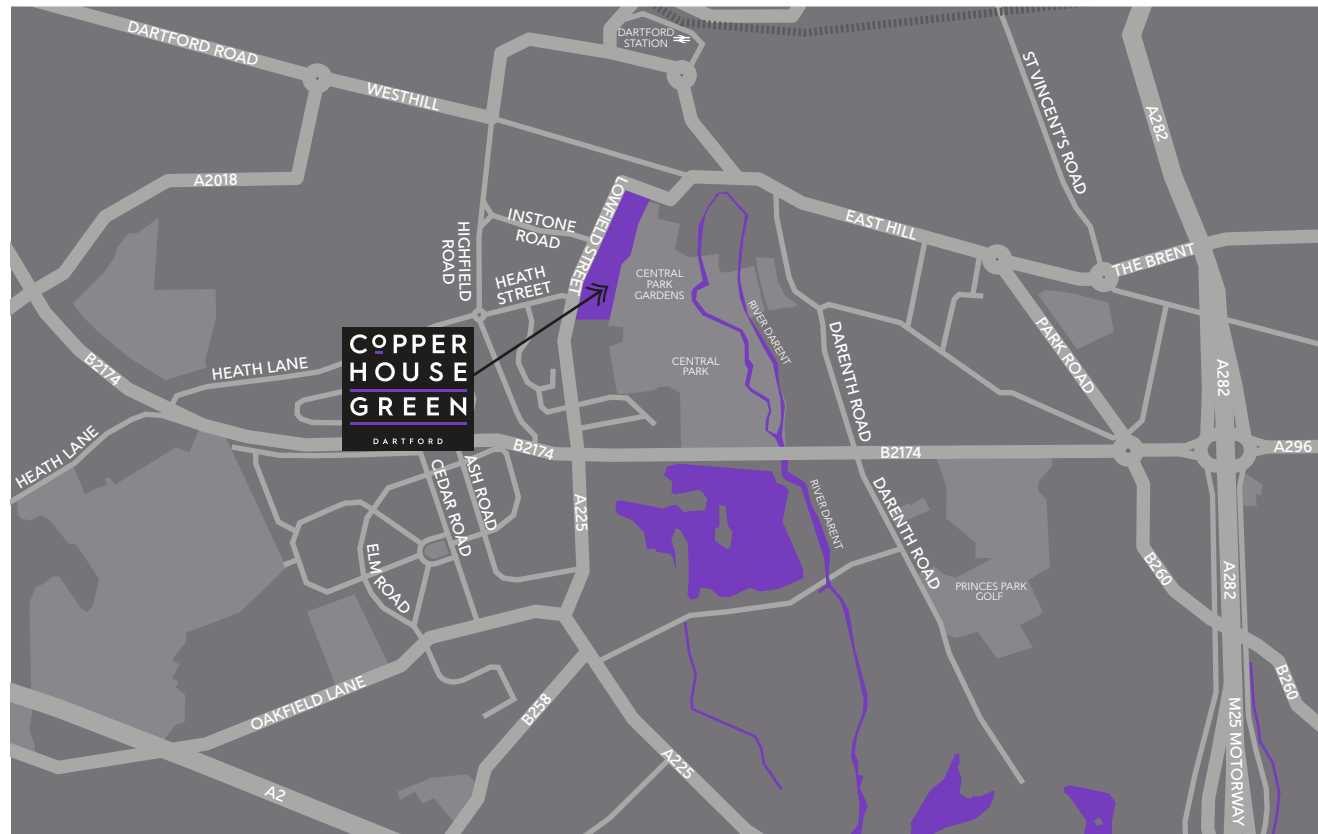 DARTFORD ROAD
WESTHILL
DARTFORD
STATION
ST VINCENT'S ROAD
A282
A2018
LOWFIELD STREET
INSTONE
ROAD
HIGHFIELD
ROAD
HEATH
STREET
EAST HILL
THE BRENT
CENTRAL
PARK
GARDENS
RIVER DARENT
CENTRAL
PARK
DARENTH ROAD
PARK ROAD
A282
COPPER
HOUSE
GREEN
DARTFORD
HEATH LANE
B2174
HEATH LANE
B2174
B2174
A296
CEDAR ROAD
ASH ROAD
A225
RIVER DARENT
DARENTH ROAD
ELM ROAD
PRINCES PARK
GOLF
B260
A282
B260
OAKFIELD LANE
B258
A225
A2
M25 MOTORWAY